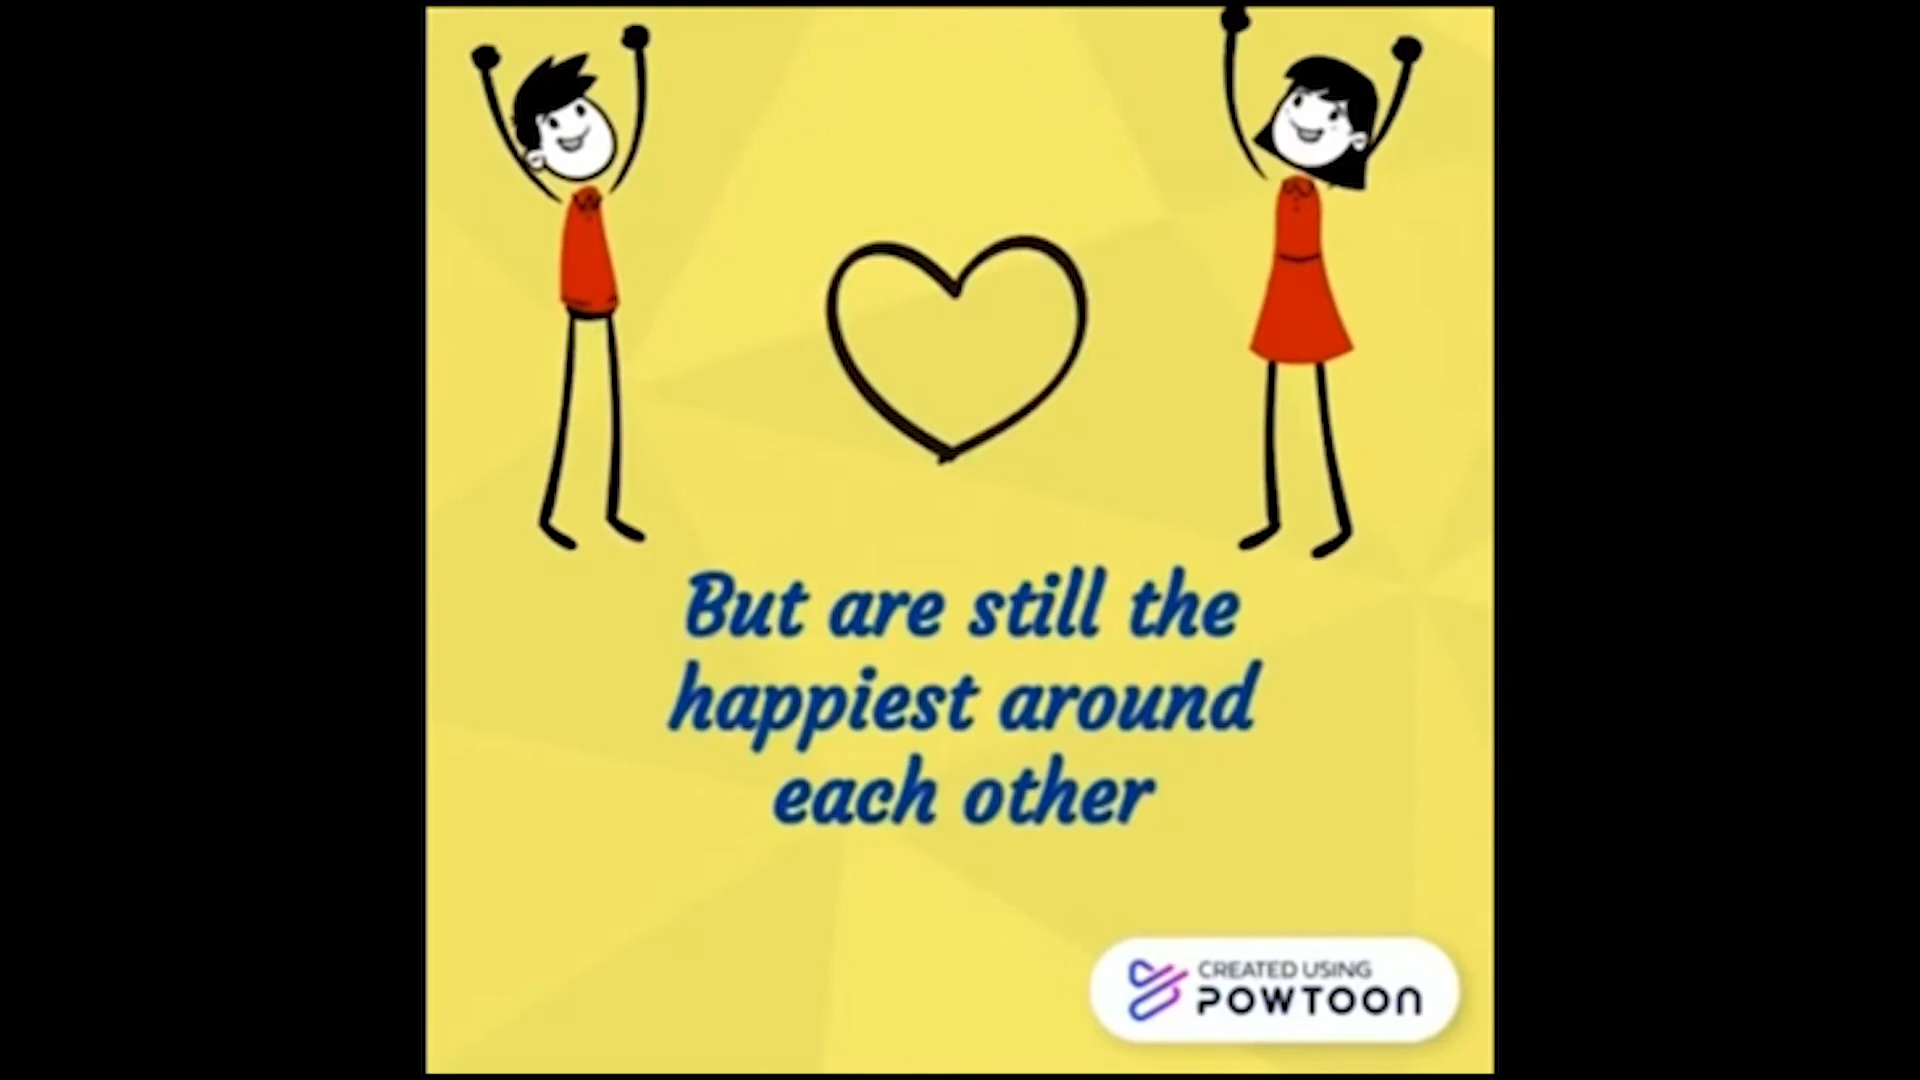 But are still the
happiest around
each other
CREATED USING
POWTOON